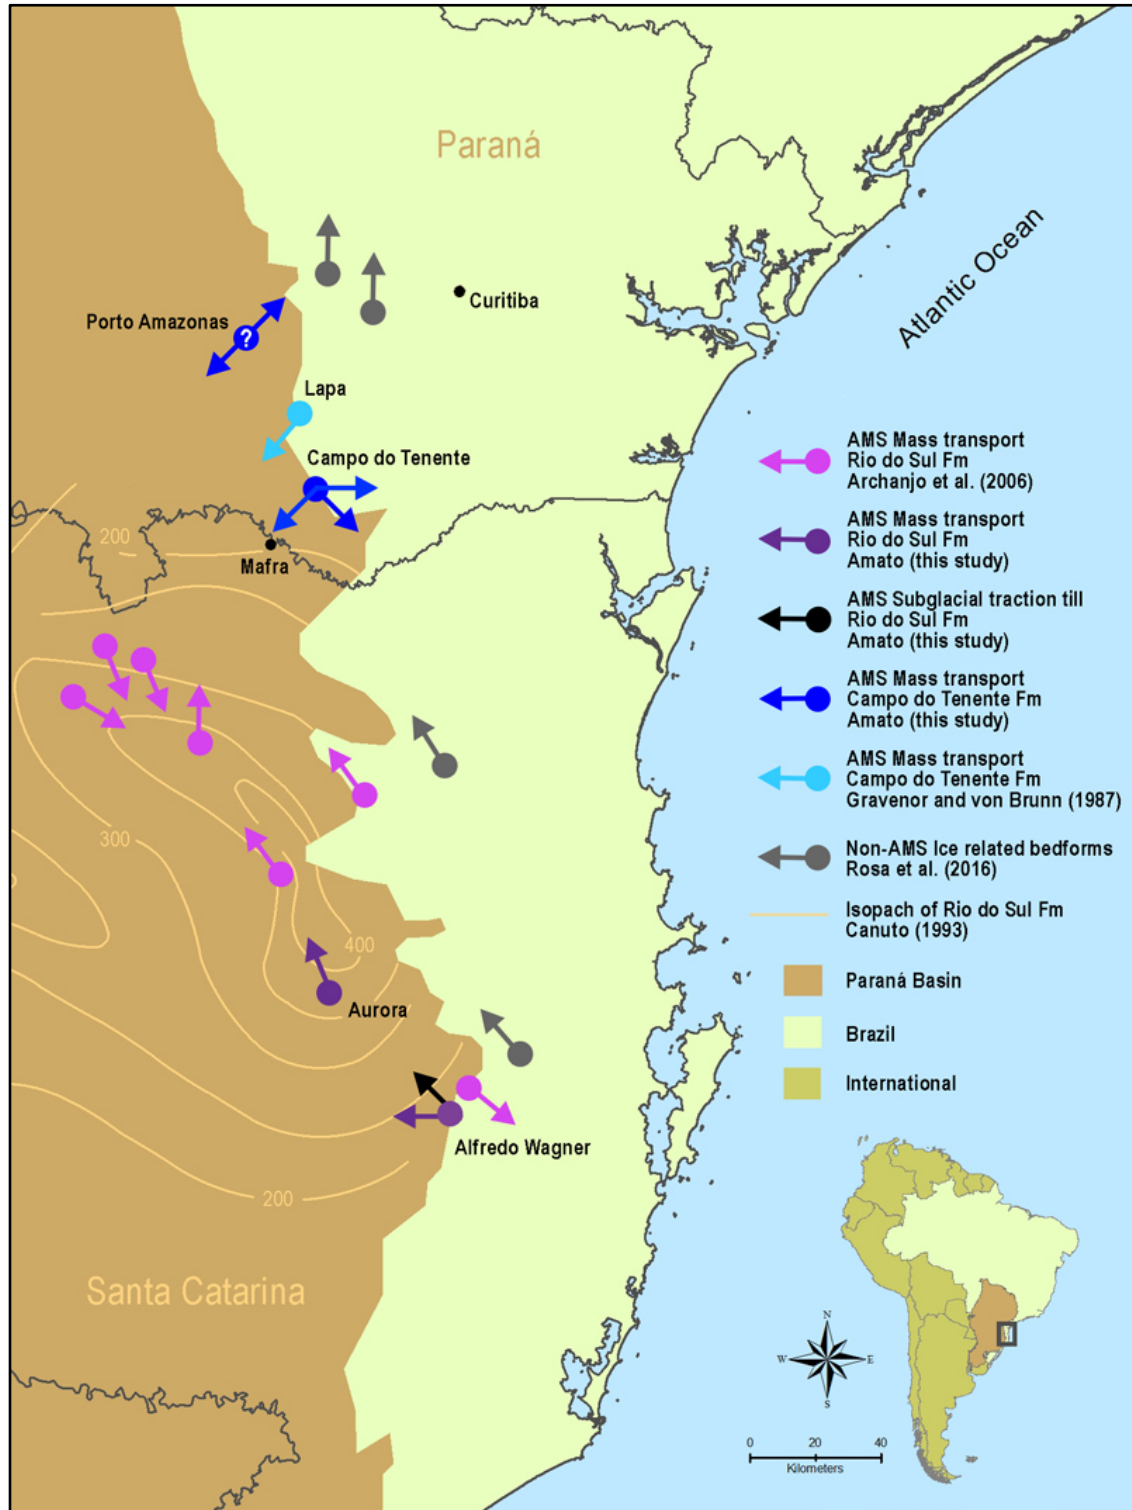 Paraná
Atlantic Ocean
Curitiba
Porto Amazonas
?
Lapa
Campo do Tenente
200
Mafra
300
400
Aurora
Alfredo Wagner
200
Santa Catarina
AMS Mass transport
Rio do Sul Fm
Archanjo et al. (2006)
AMS Mass transport
Rio do Sul Fm
Amato (this study)
AMS Subglacial traction till
Rio do Sul Fm
Amato (this study)
AMS Mass transport
Campo do Tenente Fm
Amato (this study)
AMS Mass transport
Campo do Tenente Fm
Gravenor and von Brunn (1987)
Non-AMS Ice related bedforms
Rosa et al. (2016)
Isopach of Rio do Sul Fm
Canuto (1993)
Paraná Basin
Brazil
International
N
W E
S
0 20 40
Kilometers